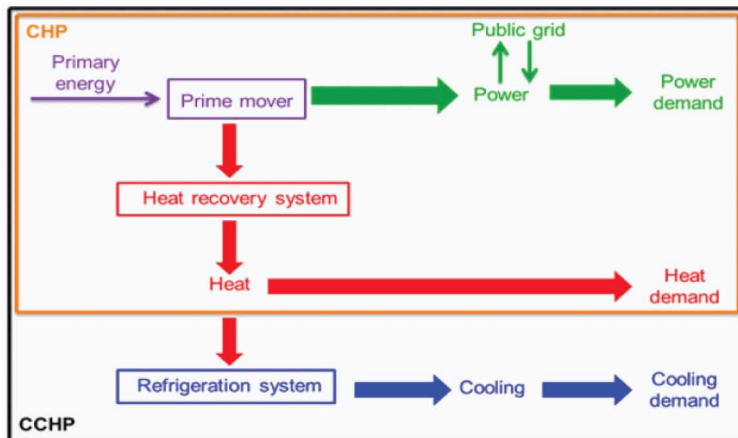 CHP
Public grid
Primary
energy
Prime mover
Power
Power
demand
Heat recovery system
Heat
Heat
demand
Refrigeration system
Cooling
Cooling
demand
CCHP